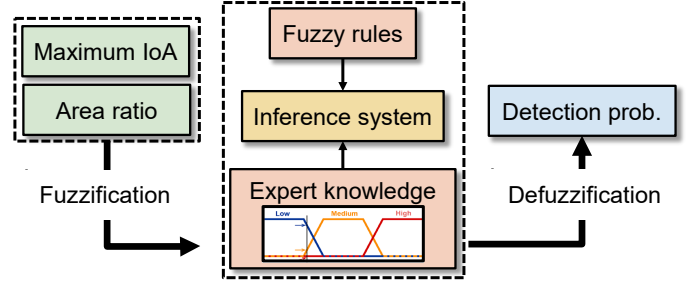 Maximum IoA
Area ratio
Fuzzification
Fuzzy rules
Inference system
Expert knowledge
Low
Medium
High
Detection prob.
Defuzzification